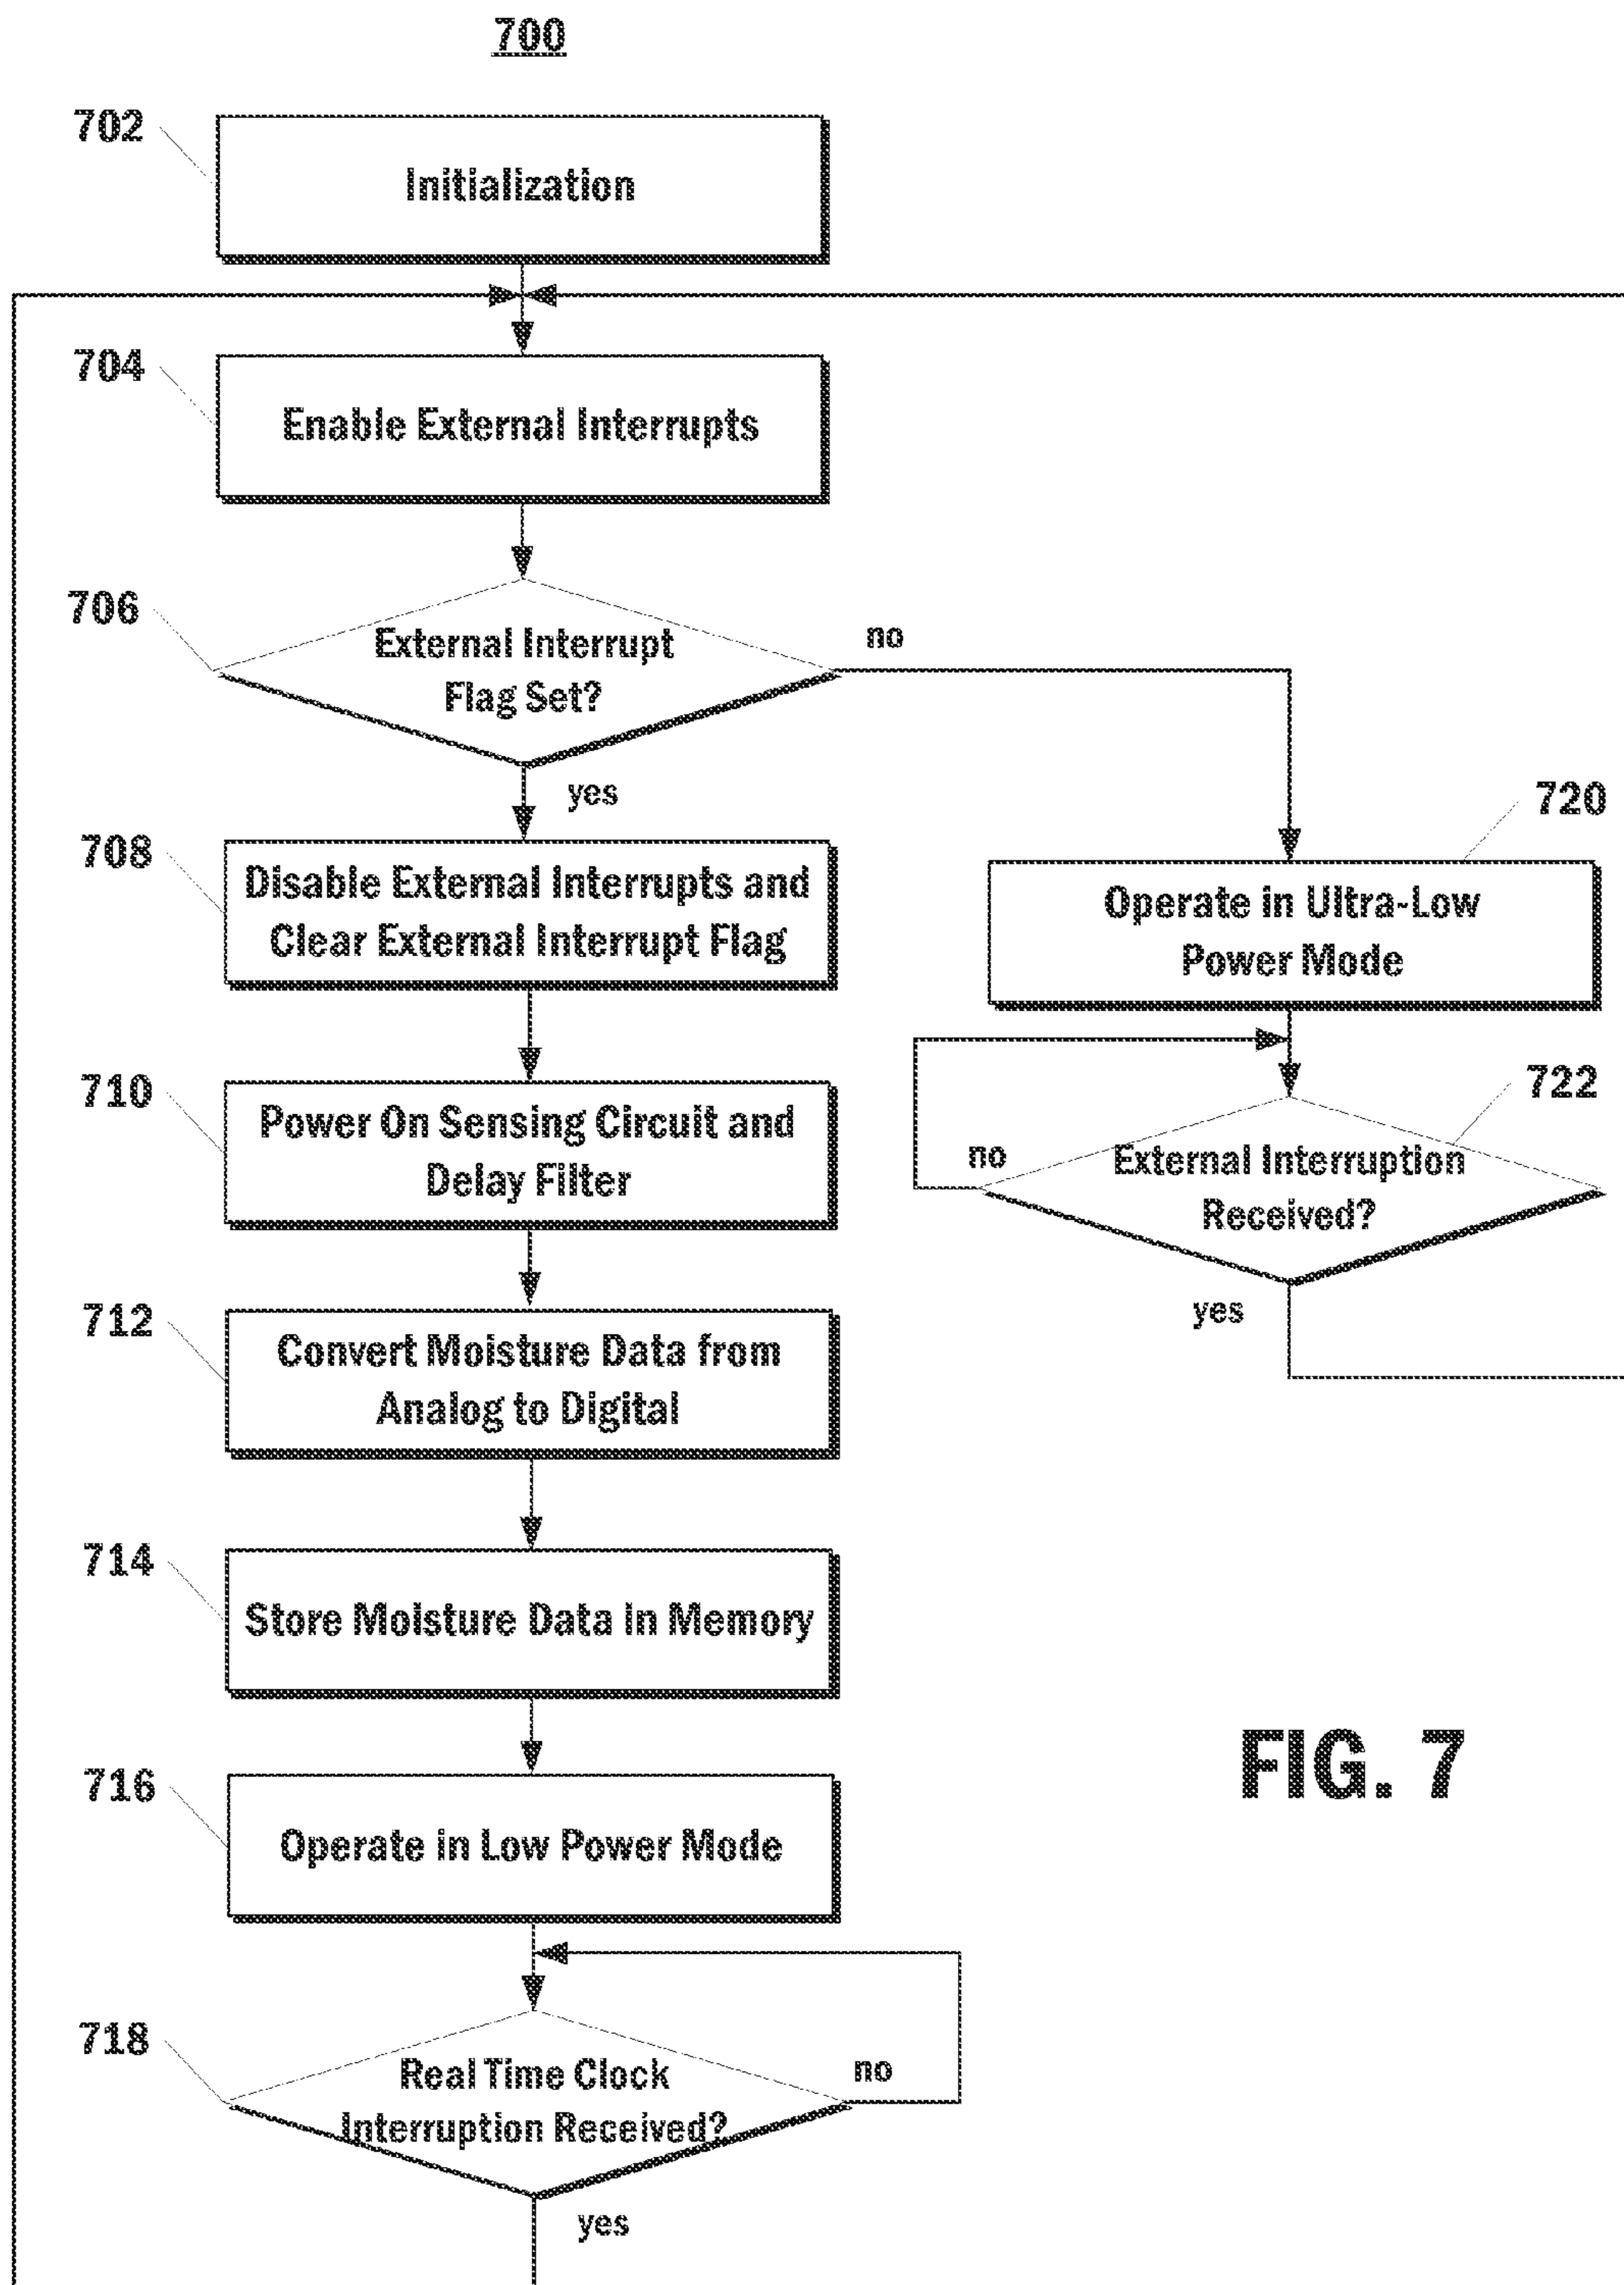 700
702
Initialization
704
Enable External Interrupts
706
External Interrupt
Flag Set?
no
yes
708
Disable External Interrupts and
Clear External Interrupt Flag
720
Operate in Ultra-Low
Power Mode
710
Power On Sensing Circuit and
Delay Filter
722
no
External Interruption
Received?
yes
712
Convert Moisture Data from
Analog to Digital
714
Store Moisture Data in Memory
716
Operate in Low Power Mode
FIG. 7
718
Real Time Clock
Interruption Received?
no
yes